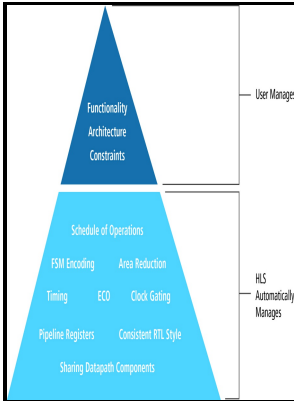 Functionality
Architecture
Constraints
User Manages
Schedule of Operations
FSM Encoding Area Reduction
Timing ECO Clock Gating
Pipeline Registers Consistent RTL Style
Sharing Datapath Components
HLS
Automatically
Manages